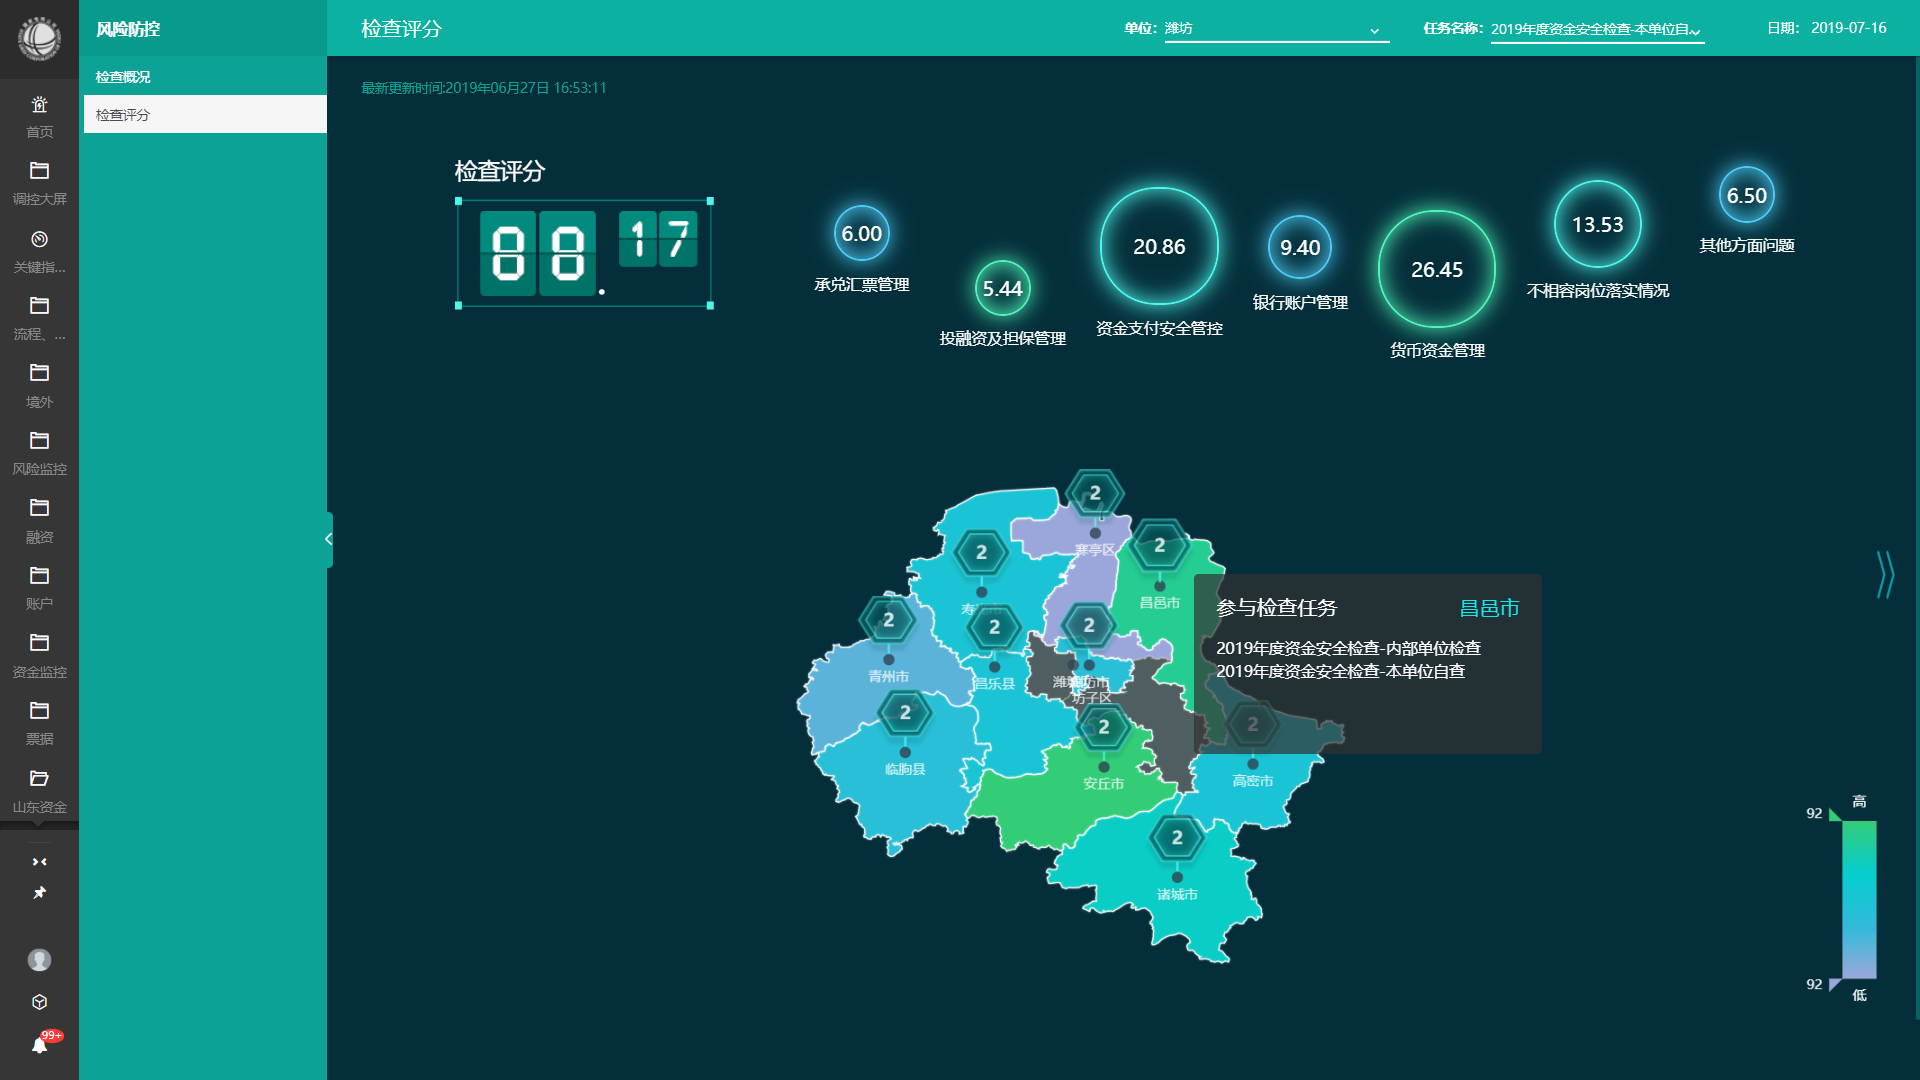 首页
调控大屏
关键指...
流程、...
境外
风险监控
融资
账户
资金监控
票据
山东资金
99+
风险防控
检查概况
检查评分
检查评分
单位：
潍坊
任务名称：
2019年度资金安全检查-本单位自
日期： 2019-07-16
最新更新时间:2019年06月27日 16:53:11
检查评分
88.17
6.00
承兑汇票管理
5.44
投融资及担保管理
20.86
资金支付安全管控
9.40
银行账户管理
26.45
货币资金管理
13.53
不相容岗位落实情况
6.50
其他方面问题
2
寒亭区
2
昌邑市
2
寿
2
昌乐县
2
潍
坊市
坊子区
2
青州市
2
临朐县
2
安丘市
2
高密市
2
诸城市
参与检查任务
昌邑市
2019年度资金安全检查-内部单位检查
2019年度资金安全检查-本单位自查
高
92
92
低